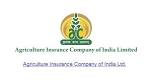 Agriculture Insurance Company of India Limited
Agriculture Insurance Company of India Ltd.